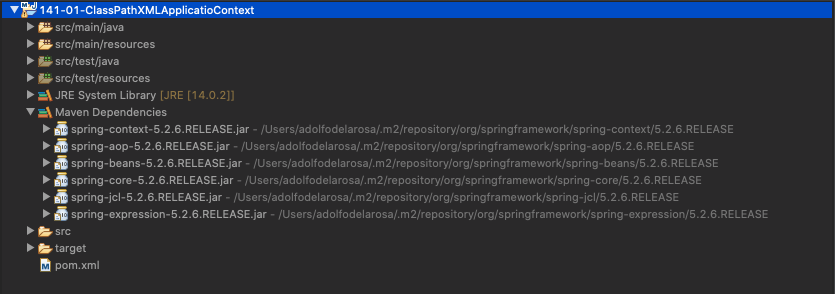 141-01-ClassPathXMLApplicatioContext
src/main/java
src/main/resources
src/test/java
src/test/resources
JRE System Library [JRE [14.0.2]]
Maven Dependencies
spring-context-5.2.6.RELEASE.jar - /Users/adolfodelarosa/.m2/repository/org/springframework/spring-context/5.2.6.RELEASE
spring-aop-5.2.6.RELEASE.jar - /Users/adolfodelarosa/.m2/repository/org/springframework/spring-aop/5.2.6.RELEASE
spring-beans-5.2.6.RELEASE.jar - /Users/adolfodelarosa/.m2/repository/org/springframework/spring-beans/5.2.6.RELEASE
spring-core-5.2.6.RELEASE.jar - /Users/adolfodelarosa/.m2/repository/org/springframework/spring-core/5.2.6.RELEASE
spring-jcl-5.2.6.RELEASE.jar - /Users/adolfodelarosa/.m2/repository/org/springframework/spring-jcl/5.2.6.RELEASE
spring-expression-5.2.6.RELEASE.jar - /Users/adolfodelarosa/.m2/repository/org/springframework/spring-expression/5.2.6.RELEASE
src
target
pom.xml